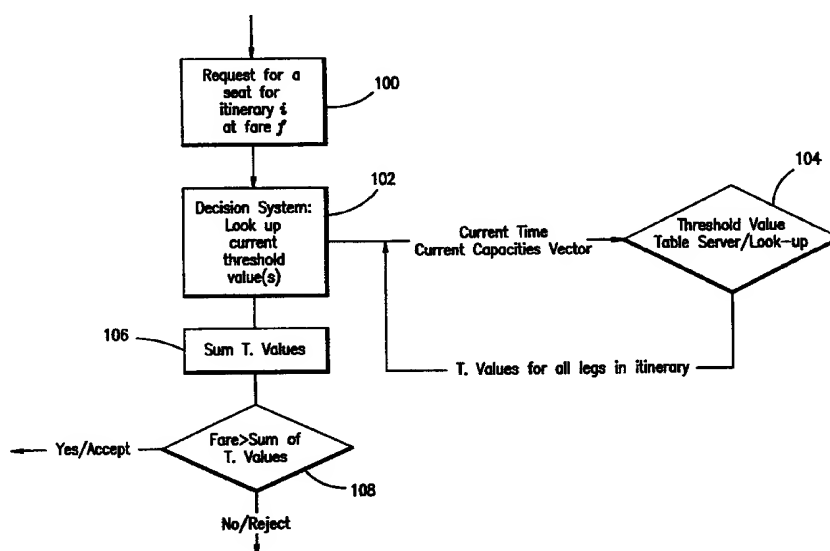 Request for a
seat for
itinerary i
at fare f
100
102
Decision System:
Look up
current
threshold
value(s)
Current Time
Current Capacities Vector
104
Threshold Value
Table Server/Look-up
106
Sum T. Values
T. Values for all legs in itinerary
Yes/Accept
Fare>Sum of
T. Values
108
No/Reject